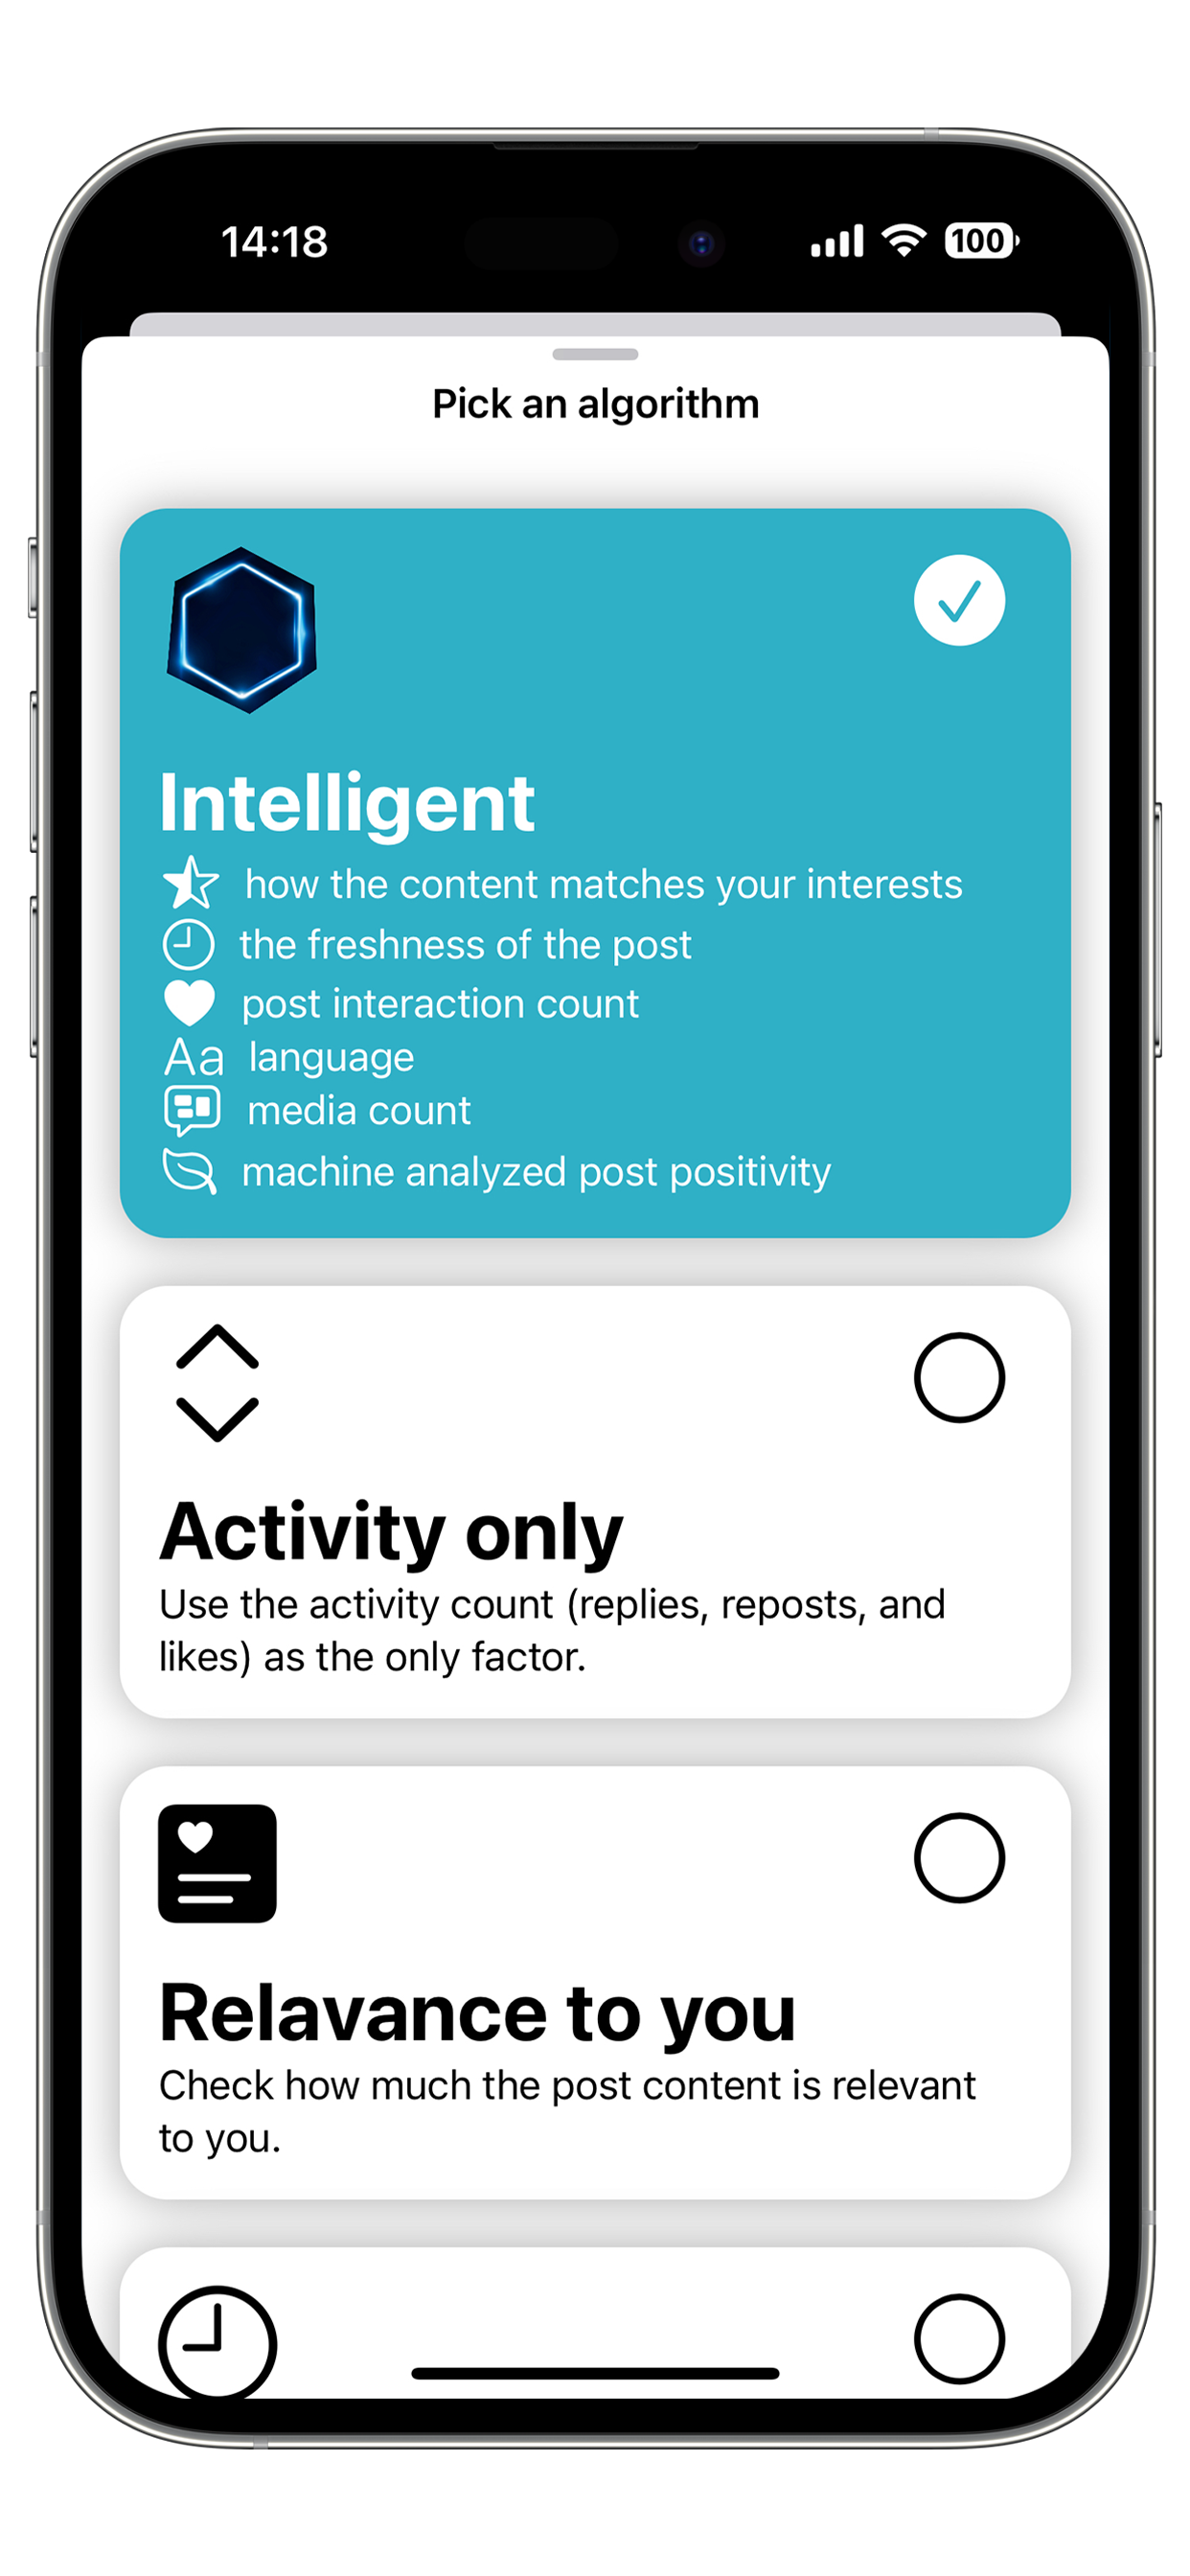 14:18
100
Pick an algorithm
Intelligent
how the content matches your interests
the freshness of the post
post interaction count
Aa language
media count
machine analyzed post positivity
Activity only
Use the activity count (replies, reposts, and
likes) as the only factor.
Relavance to you
Check how much the post content is relevant
to you.